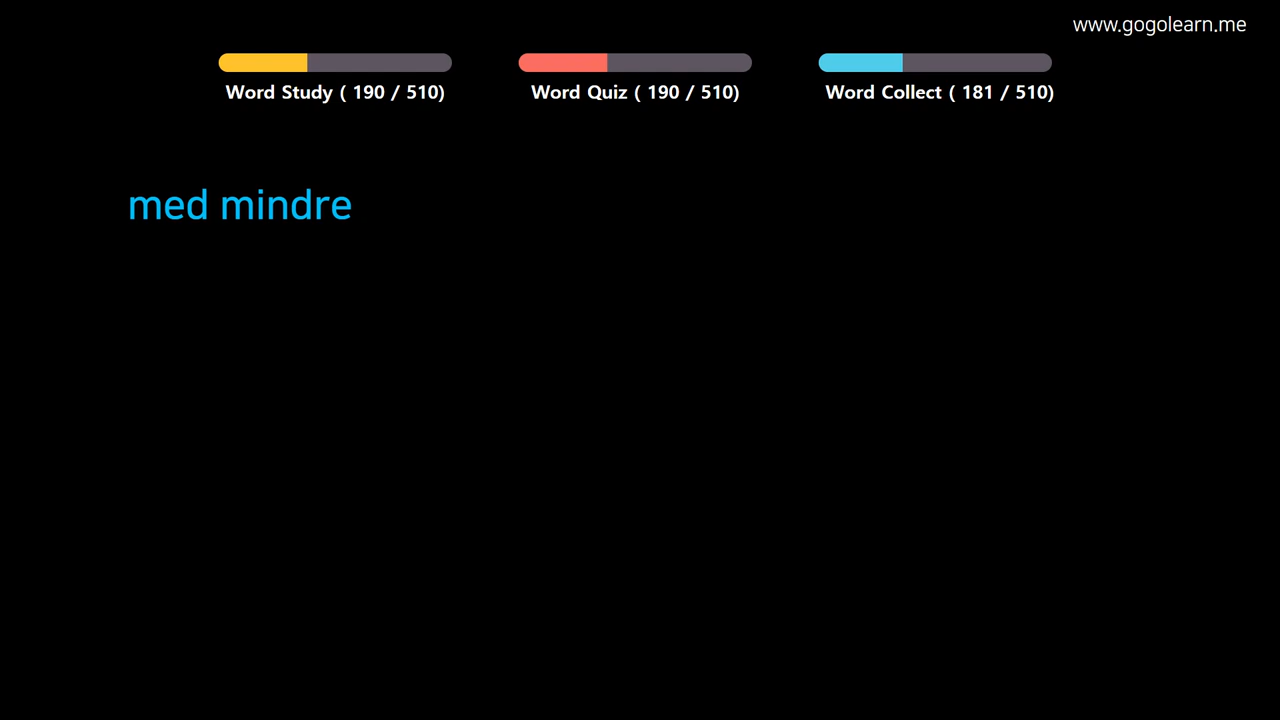 www.gogolearn.me
Word Study ( 190 / 510)
Word Quiz ( 190 / 510)
Word Collect ( 181 / 510)
med mindre